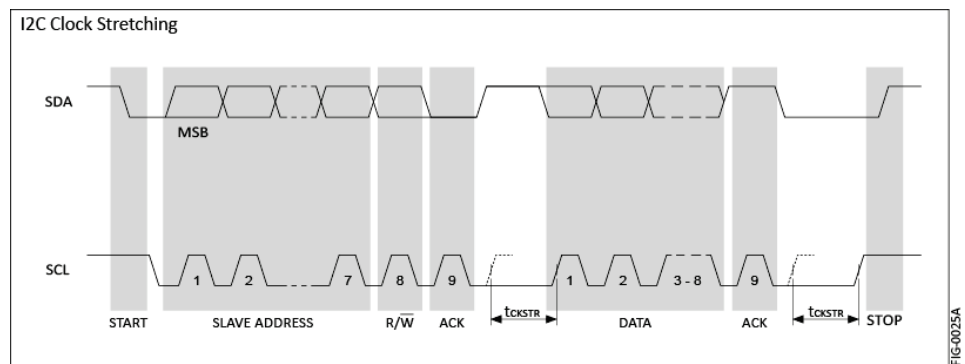 I2C Clock Stretching
SDA
MSB
SCL
1 2 7 8 9 1 2 3 - 8 9
tCKSTR tCKSTR
START SLAVE ADDRESS R/W̅ ACK DATA ACK STOP
FIG-0025A